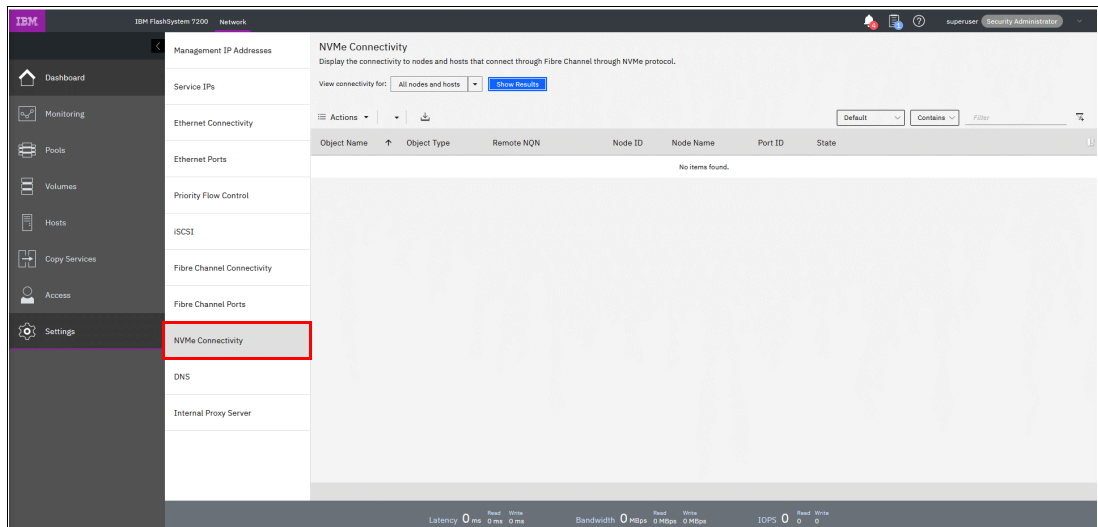 IBM
IBM FlashSystem 7200 Network
4
1
superuser Security Administrator
Dashboard
Monitoring
Pools
Volumes
Hosts
Copy Services
Access
Settings
Management IP Addresses
Service IPs
Ethernet Connectivity
Ethernet Ports
Priority Flow Control
iSCSI
Fibre Channel Connectivity
Fibre Channel Ports
NVMe Connectivity
DNS
Internal Proxy Server
NVMe Connectivity
Display the connectivity to nodes and hosts that connect through Fibre Channel through NVMe protocol.
View connectivity for: All nodes and hosts Show Results
Actions Default Contains Filter
Object Name Object Type Remote NQN Node ID Node Name Port ID State
No items found.
Latency 0 ms Read 0 ms Write 0 ms
Bandwidth 0 MBps Read 0 MBps Write 0 MBps
IOPS 0 Read 0 Write 0